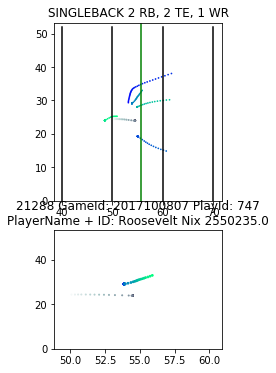 SINGLEBACK 2 RB, 2 TE, 1 WR
50
40
30
20
10
0
40 50 60 70
21288 GameId: 2017100807 PlayId: 747
PlayerName + ID: Roosevelt Nix 2550235.0
40
20
0
50.0 52.5 55.0 57.5 60.0